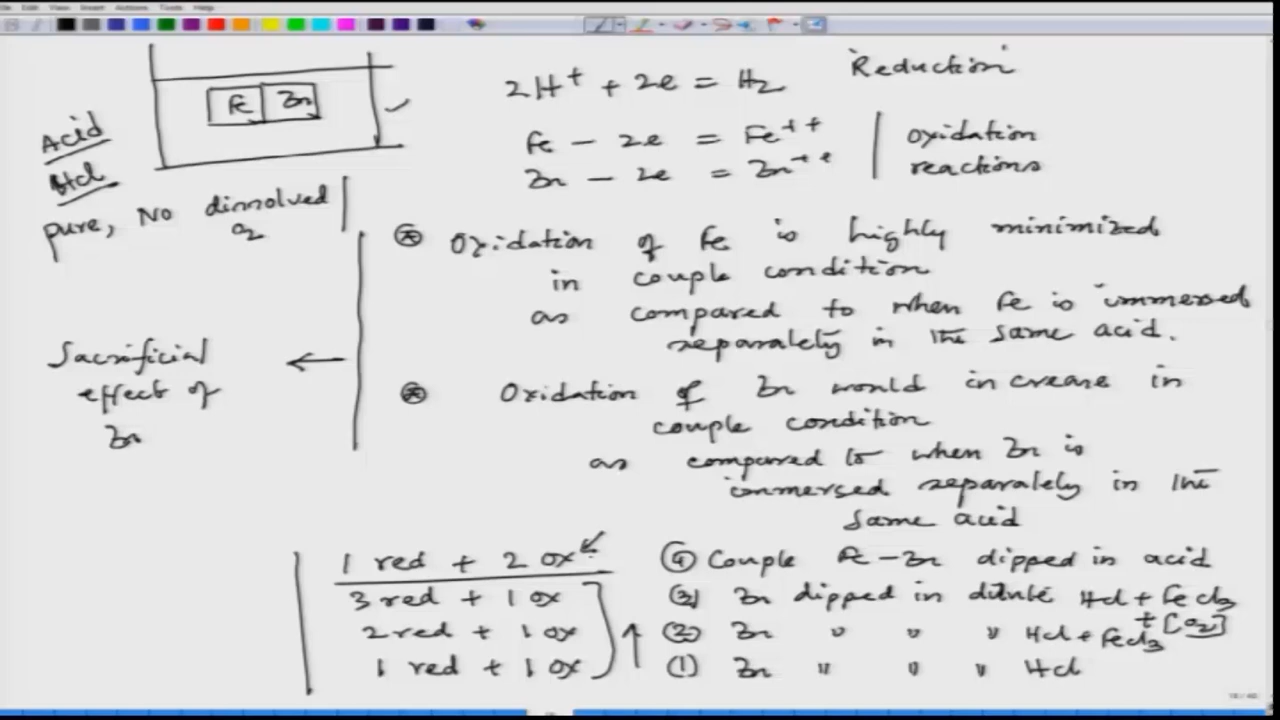 Fe Zn
Acid
Hcl
pure, No dissolved
O2
2H+ + 2e = H2 Reduction
Fe - 2e = Fe++
Zn - 2e = Zn++
oxidation
reactions
⊛ Oxidation of Fe is highly minimized
in couple condition
as compared to when Fe is immersed
separately in the same acid.
Sacrificial
effect of
Zn
⊛ Oxidation of Zn would increase in
couple condition
as compared to when Zn is
immersed separately in the
same acid
1 red + 2 ox (4) Couple Fe-Zn dipped in acid
3 red + 1 ox (3) Zn dipped in dilute Hcl + Fecl3
+ [O2]
2 red + 1 ox (2) Zn " " " Hcl + Fecl3
1 red + 1 ox (1) Zn " " " Hcl